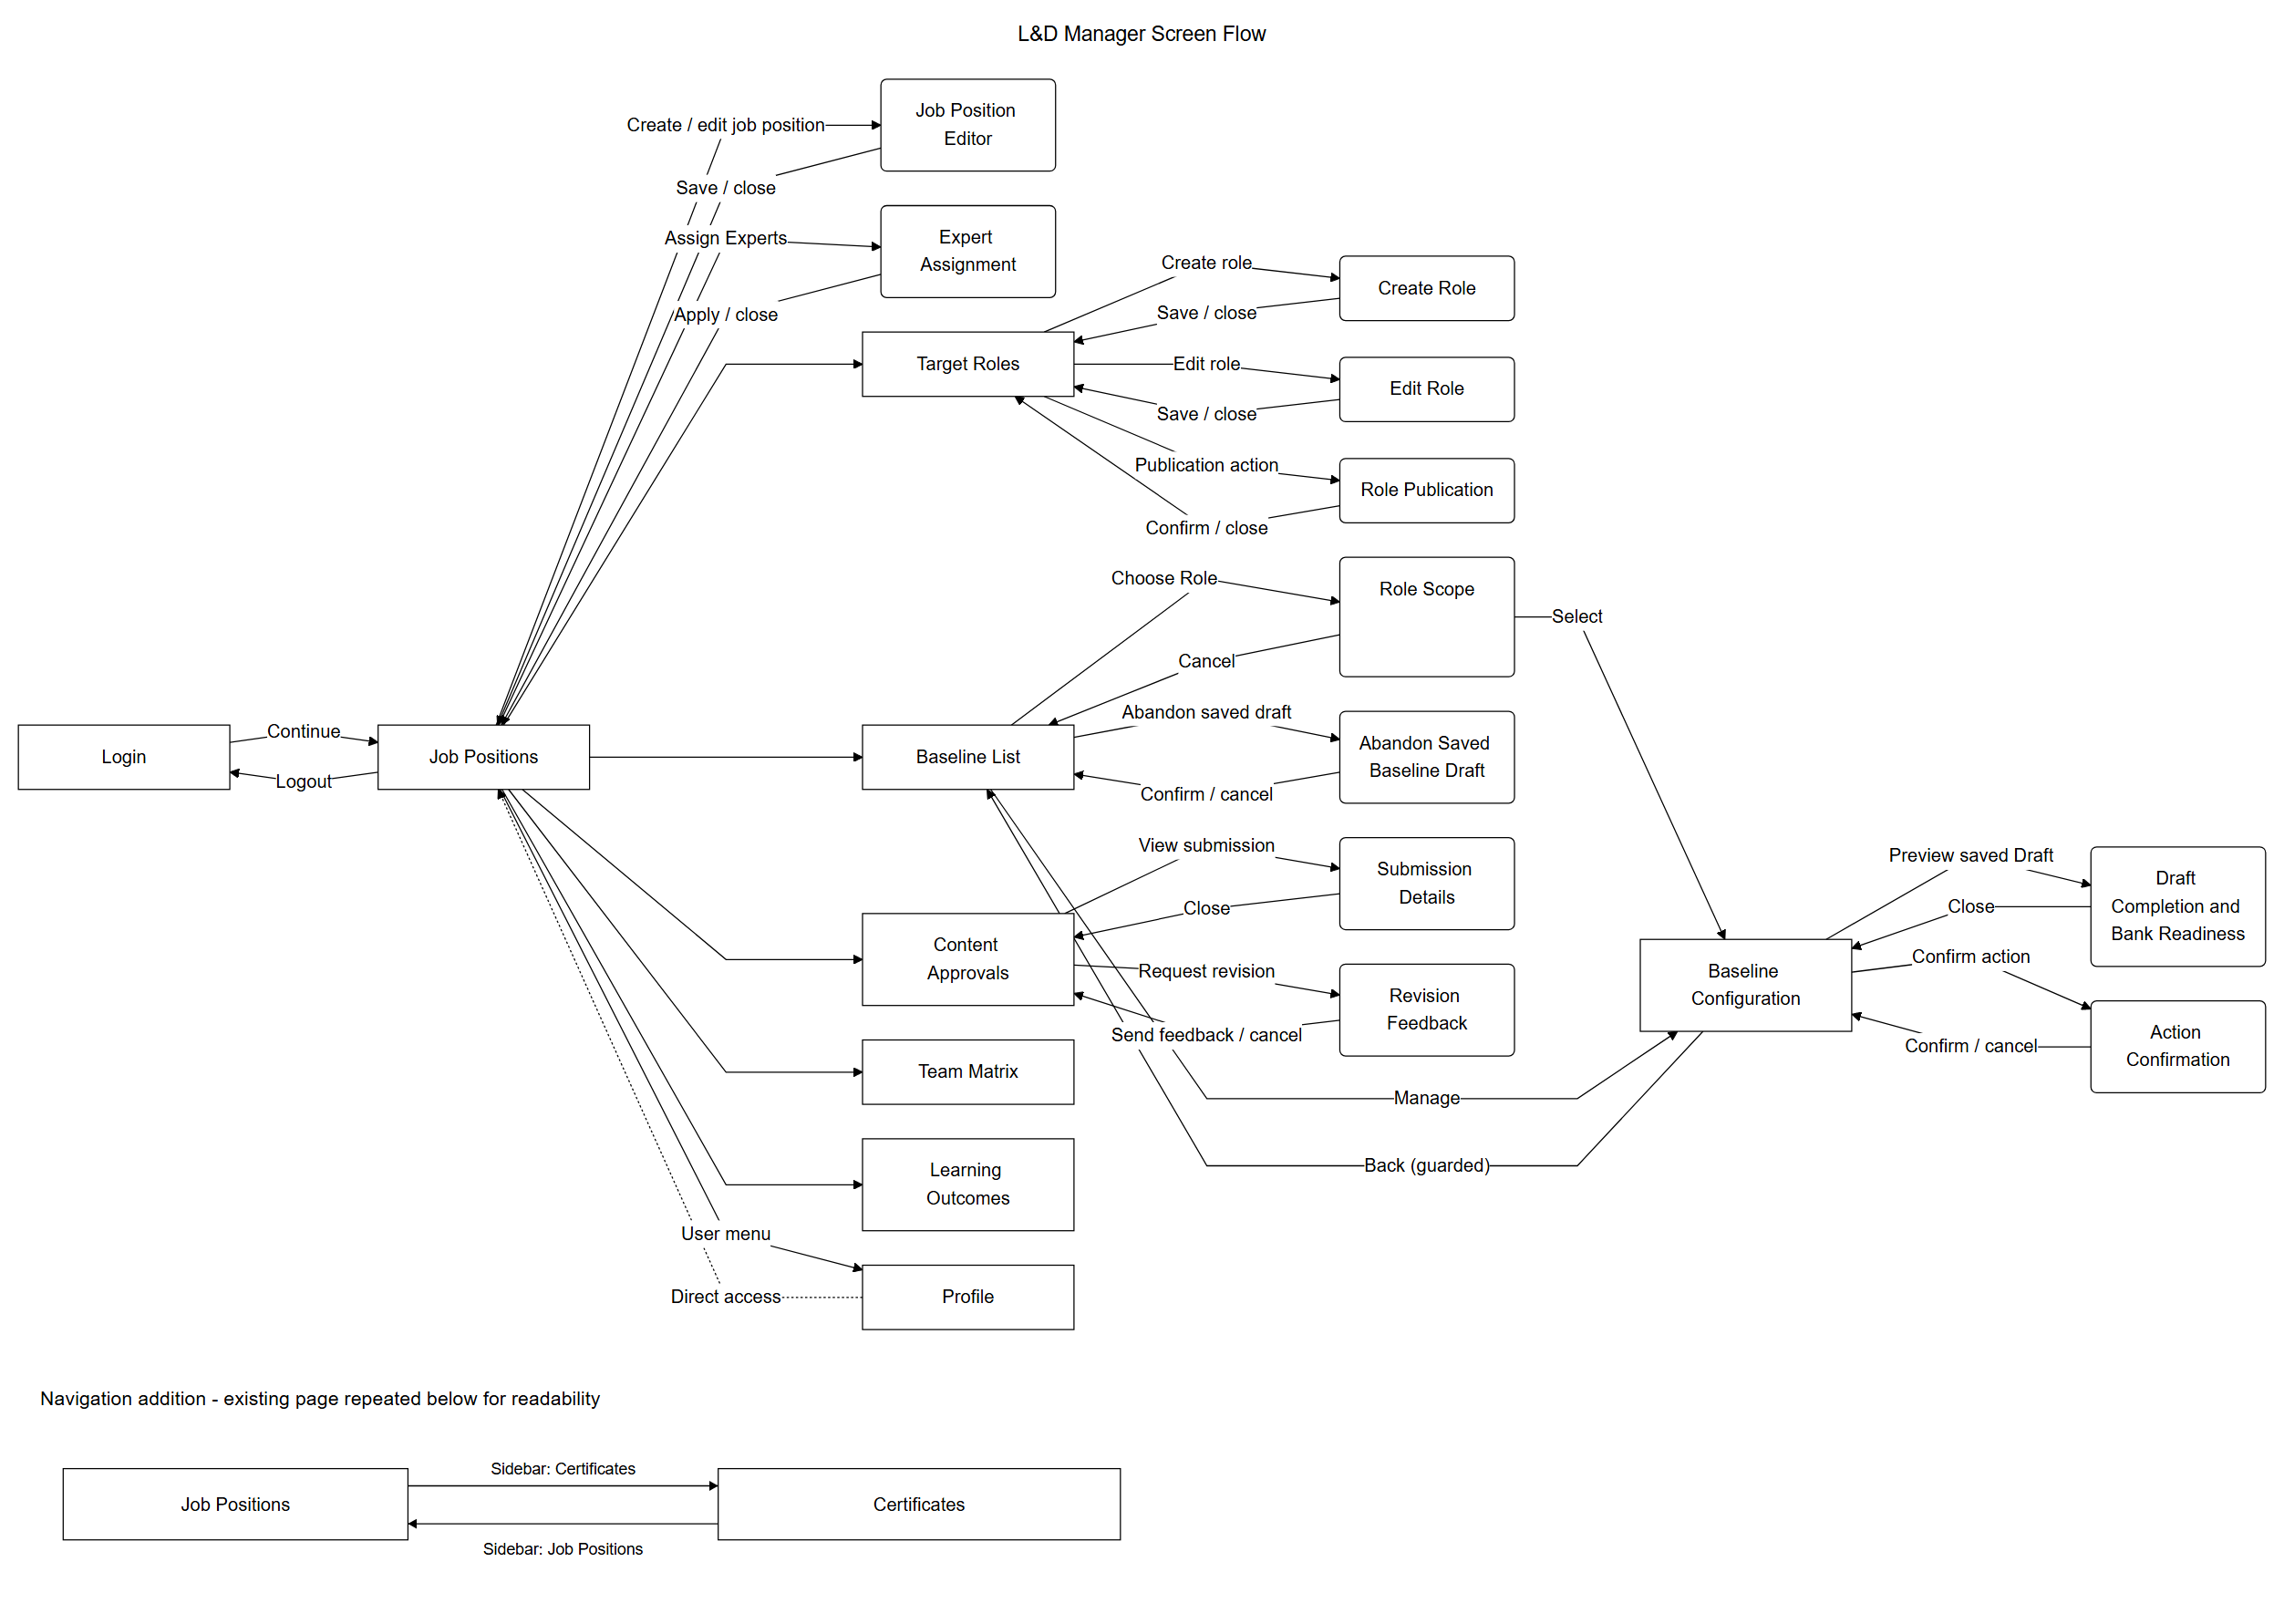 L&D Manager Screen Flow
Create / edit job position
Job Position
Editor
Save / close
Assign Experts
Expert
Assignment
Apply / close
Target Roles
Create role
Create Role
Save / close
Edit role
Edit Role
Save / close
Publication action
Role Publication
Confirm / close
Choose Role
Role Scope
Select
Cancel
Login
Continue
Logout
Job Positions
Baseline List
Abandon saved draft
Abandon Saved
Baseline Draft
Confirm / cancel
View submission
Submission
Details
Close
Content
Approvals
Request revision
Revision
Feedback
Send feedback / cancel
Baseline
Configuration
Preview saved Draft
Draft
Completion and
Bank Readiness
Close
Confirm action
Action
Confirmation
Confirm / cancel
Team Matrix
Manage
Back (guarded)
Learning
Outcomes
User menu
Profile
Direct access
Navigation addition - existing page repeated below for readability
Job Positions
Sidebar: Certificates
Certificates
Sidebar: Job Positions